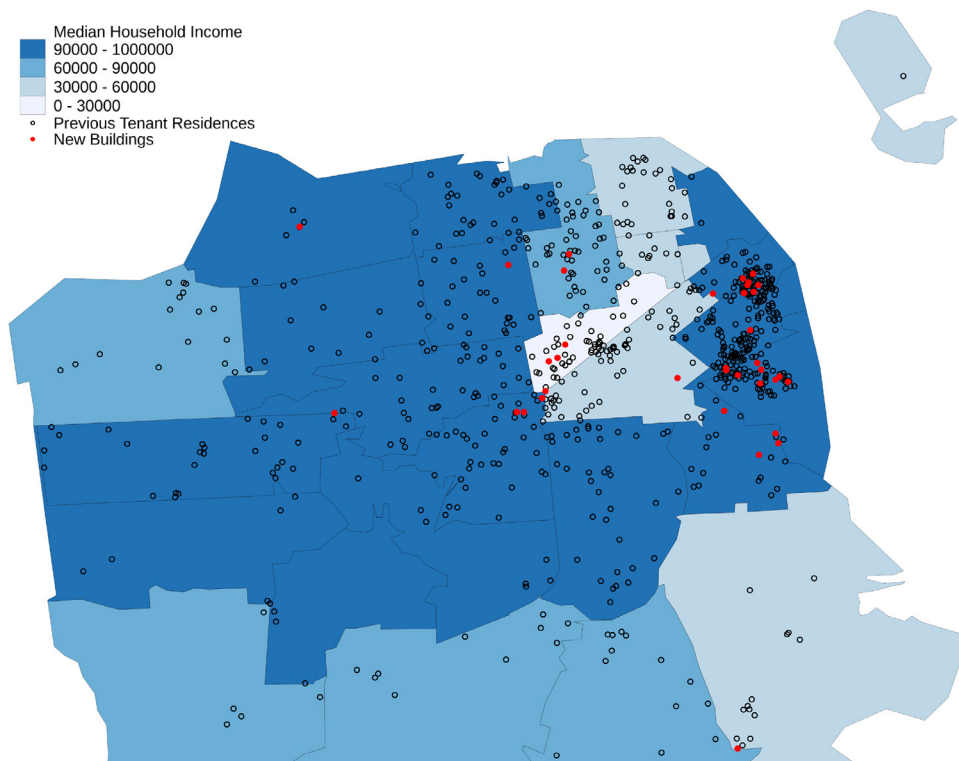 Median Household Income
90000 - 1000000
60000 - 90000
30000 - 60000
0 - 30000
Previous Tenant Residences
New Buildings